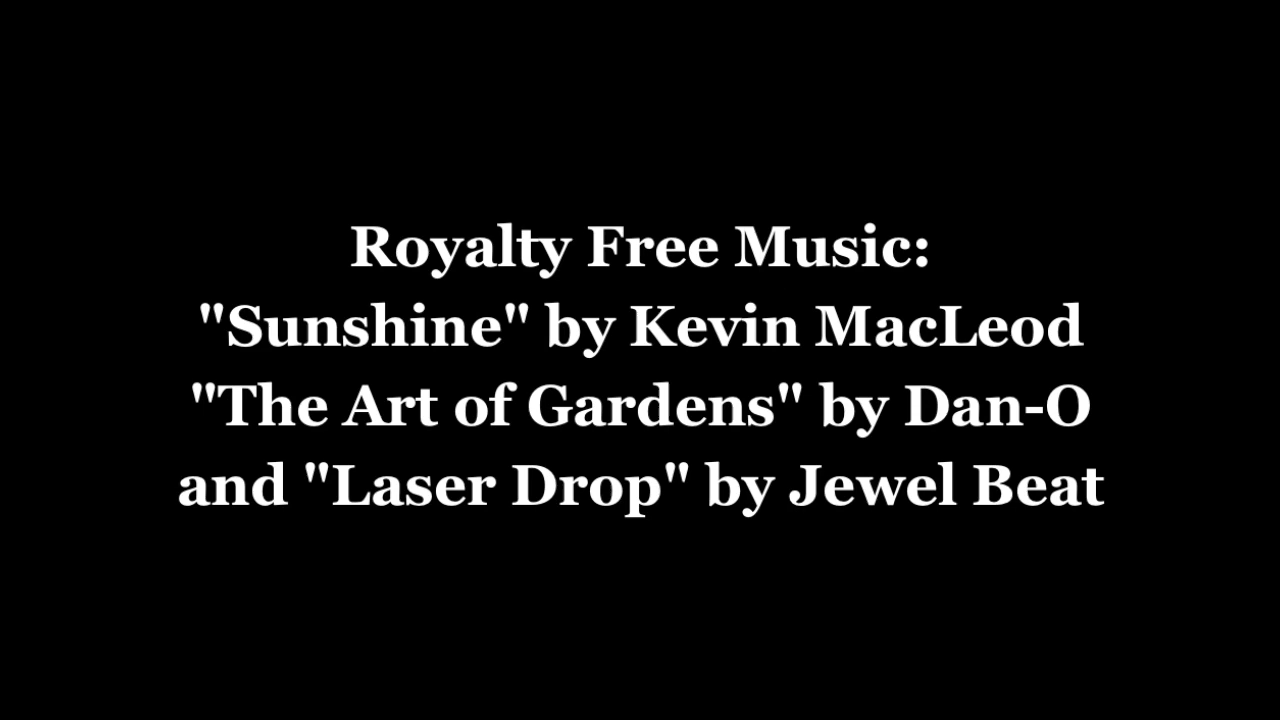 Royalty Free Music:
"Sunshine" by Kevin MacLeod
"The Art of Gardens" by Dan-O
and "Laser Drop" by Jewel Beat